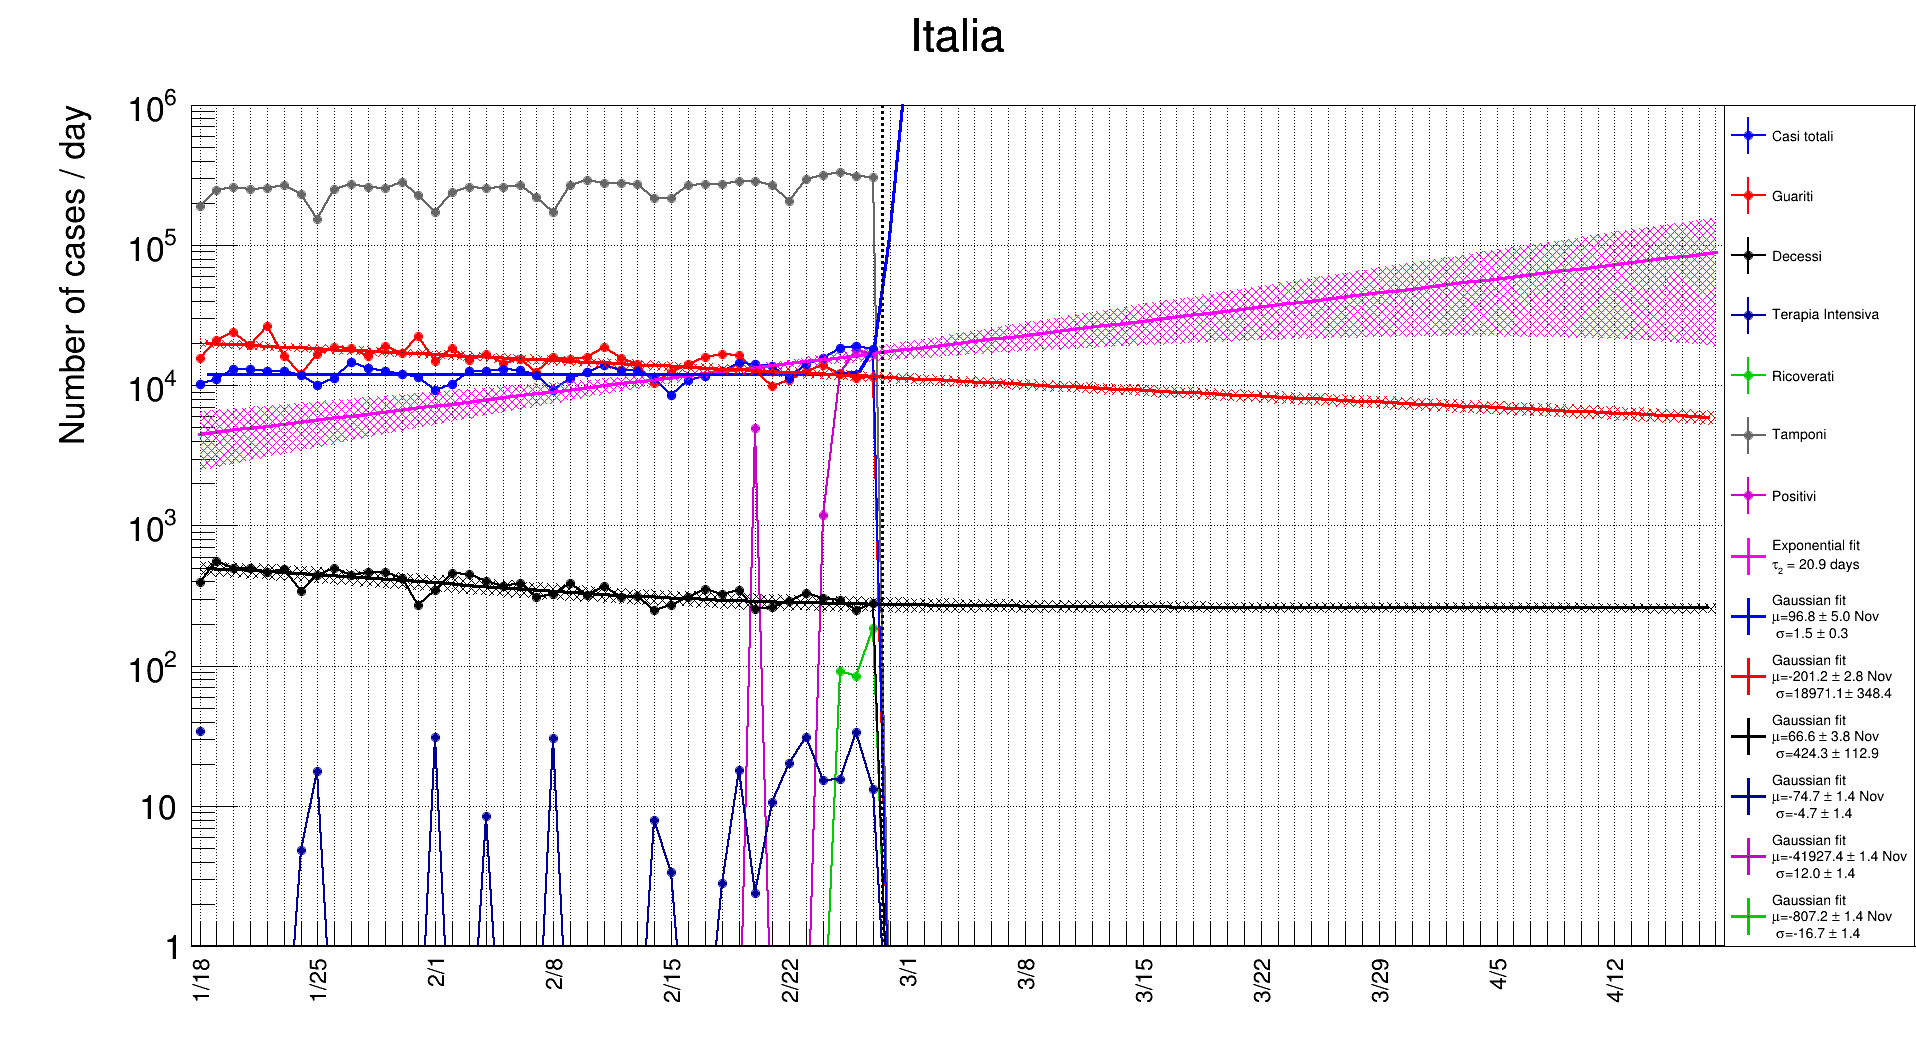 Italia
Number of cases / day
10^6
10^5
10^4
10^3
10^2
10
1
1/18
1/25
2/1
2/8
2/15
2/22
3/1
3/8
3/15
3/22
3/29
4/5
4/12
Casi totali
Guariti
Decessi
Terapia Intensiva
Ricoverati
Tamponi
Positivi
Exponential fit
τ₂ = 20.9 days
Gaussian fit
μ=96.8 ± 5.0 Nov
σ=1.5 ± 0.3
Gaussian fit
μ=-201.2 ± 2.8 Nov
σ=18971.1± 348.4
Gaussian fit
μ=66.6 ± 3.8 Nov
σ=424.3 ± 112.9
Gaussian fit
μ=-74.7 ± 1.4 Nov
σ=-4.7 ± 1.4
Gaussian fit
μ=-41927.4 ± 1.4 Nov
σ=12.0 ± 1.4
Gaussian fit
μ=-807.2 ± 1.4 Nov
σ=-16.7 ± 1.4